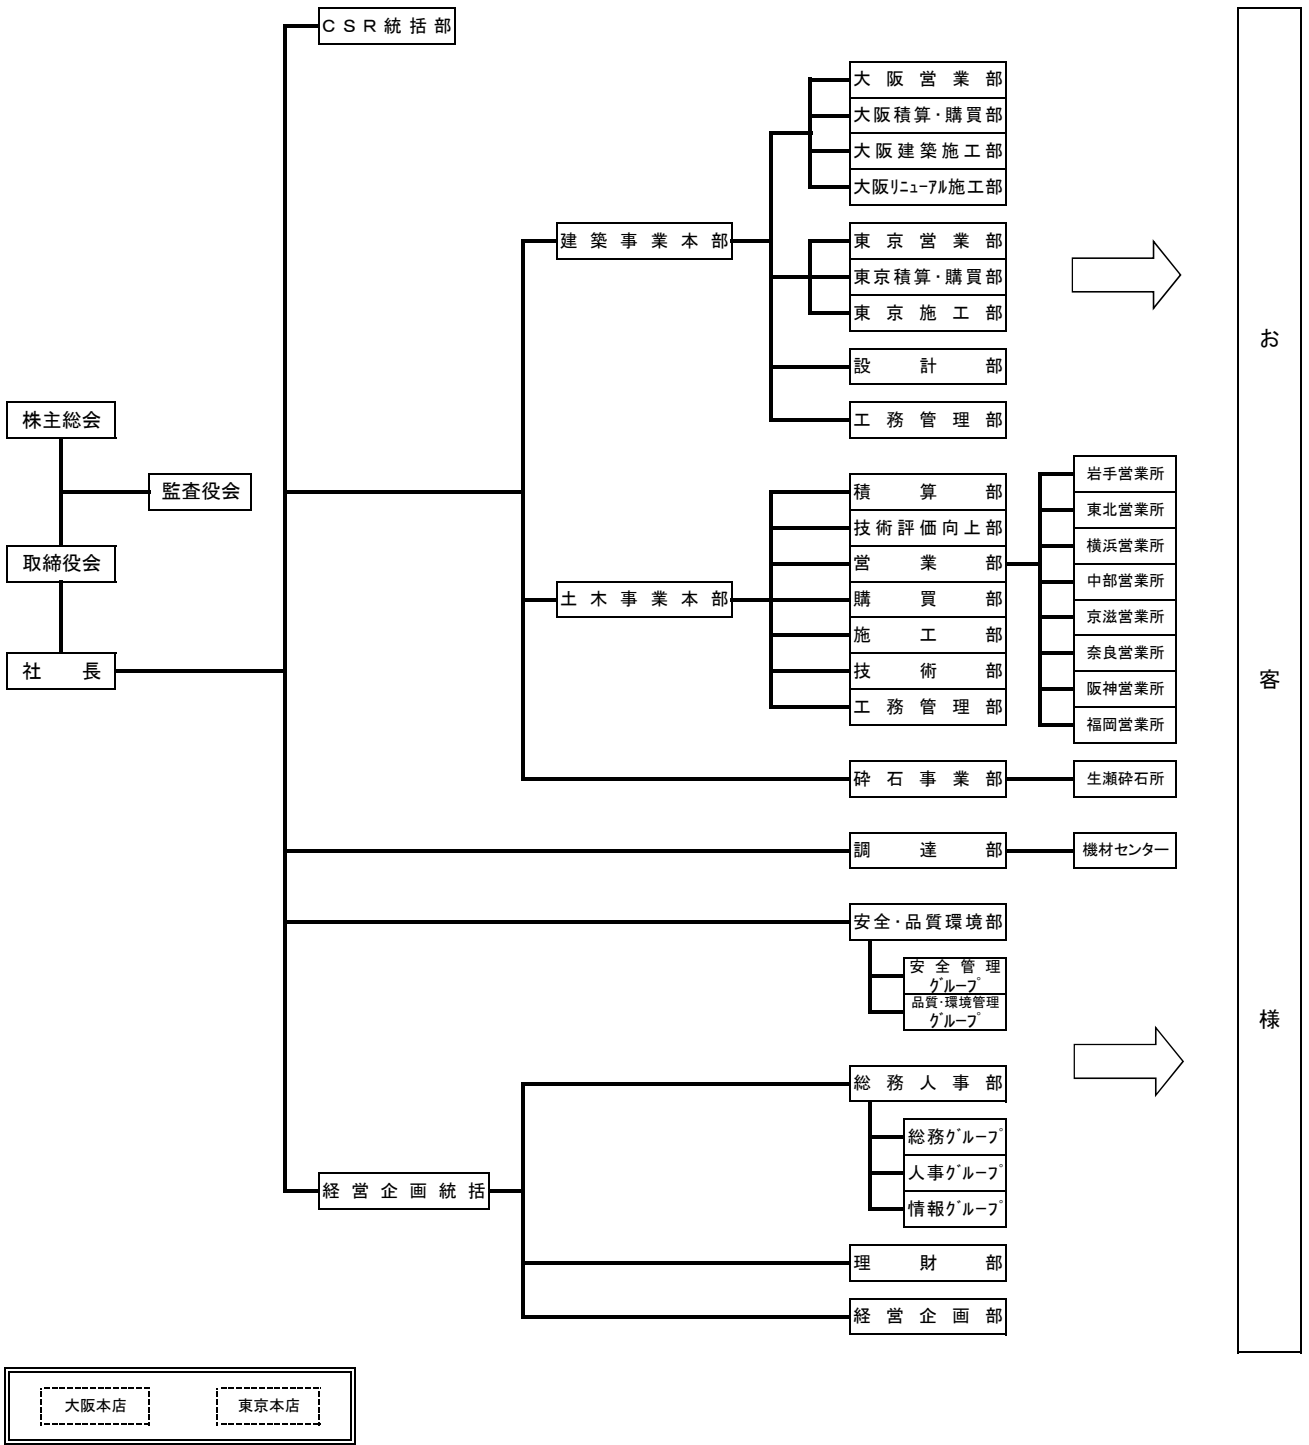 CSR統括部
大阪営業部
大阪積算・購買部
大阪建築施工部
大阪ﾘﾆｭｰｱﾙ施工部
建築事業本部
東京営業部
東京積算・購買部
東京施工部
設計部
工務管理部
株主総会
監査役会
取締役会
社長
積算部
技術評価向上部
営業部
土木事業本部
購買部
施工部
技術部
工務管理部
岩手営業所
東北営業所
横浜営業所
中部営業所
京滋営業所
奈良営業所
阪神営業所
福岡営業所
砕石事業部
生瀬砕石所
調達部
機材センター
安全・品質環境部
安全管理
ｸﾞﾙｰﾌﾟ
品質・環境管理
ｸﾞﾙｰﾌﾟ
総務人事部
総務ｸﾞﾙｰﾌﾟ
人事ｸﾞﾙｰﾌﾟ
情報ｸﾞﾙｰﾌﾟ
経営企画統括
理財部
経営企画部
お客様
大阪本店
東京本店